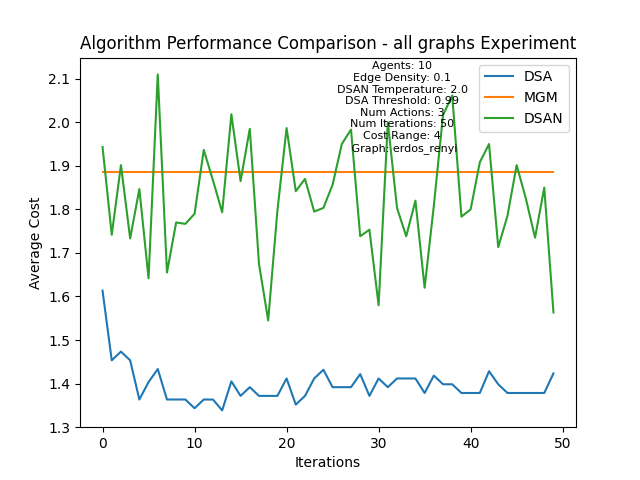 Algorithm Performance Comparison - all graphs Experiment
Agents: 10
Edge Density: 0.1
DSAN Temperature: 2.0
DSA Threshold: 0.99
Num Actions: 3
Num Iterations: 50
Cost Range: 4
Graph: erdos_renyi
DSA
MGM
DSAN
Average Cost
2.1
2.0
1.9
1.8
1.7
1.6
1.5
1.4
1.3
0 10 20 30 40 50
Iterations